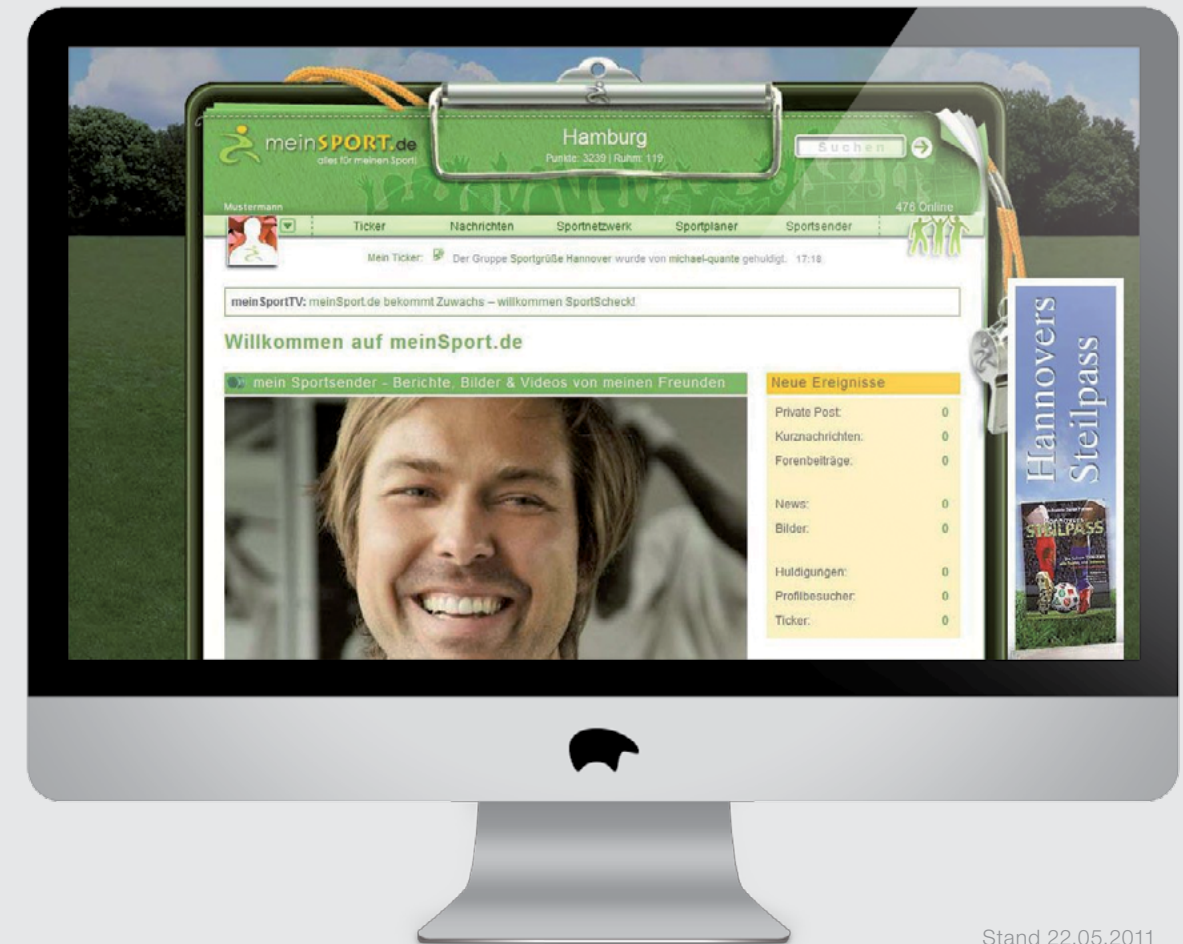 meinSPORT.de
alles für meinen Sport!
Hamburg
Punkte: 3239 | Ruhm: 119
Suchen
Mustermann
476 Online
Ticker Nachrichten Sportnetzwerk Sportplaner Sportsender
Mein Ticker: Der Gruppe Sportgrüße Hannover wurde von michael-quante gehuldigt. 17:18
meinSportTV: meinSport.de bekommt Zuwachs – willkommen SportScheck!
Willkommen auf meinSport.de
mein Sportsender - Berichte, Bilder & Videos von meinen Freunden
Neue Ereignisse
Private Post: 0
Kurznachrichten: 0
Forenbeiträge: 0
News: 0
Bilder: 0
Huldigungen: 0
Profilbesucher: 0
Ticker: 0
Hannovers
Steilpass
STEILPASS
Stand 22.05.2011